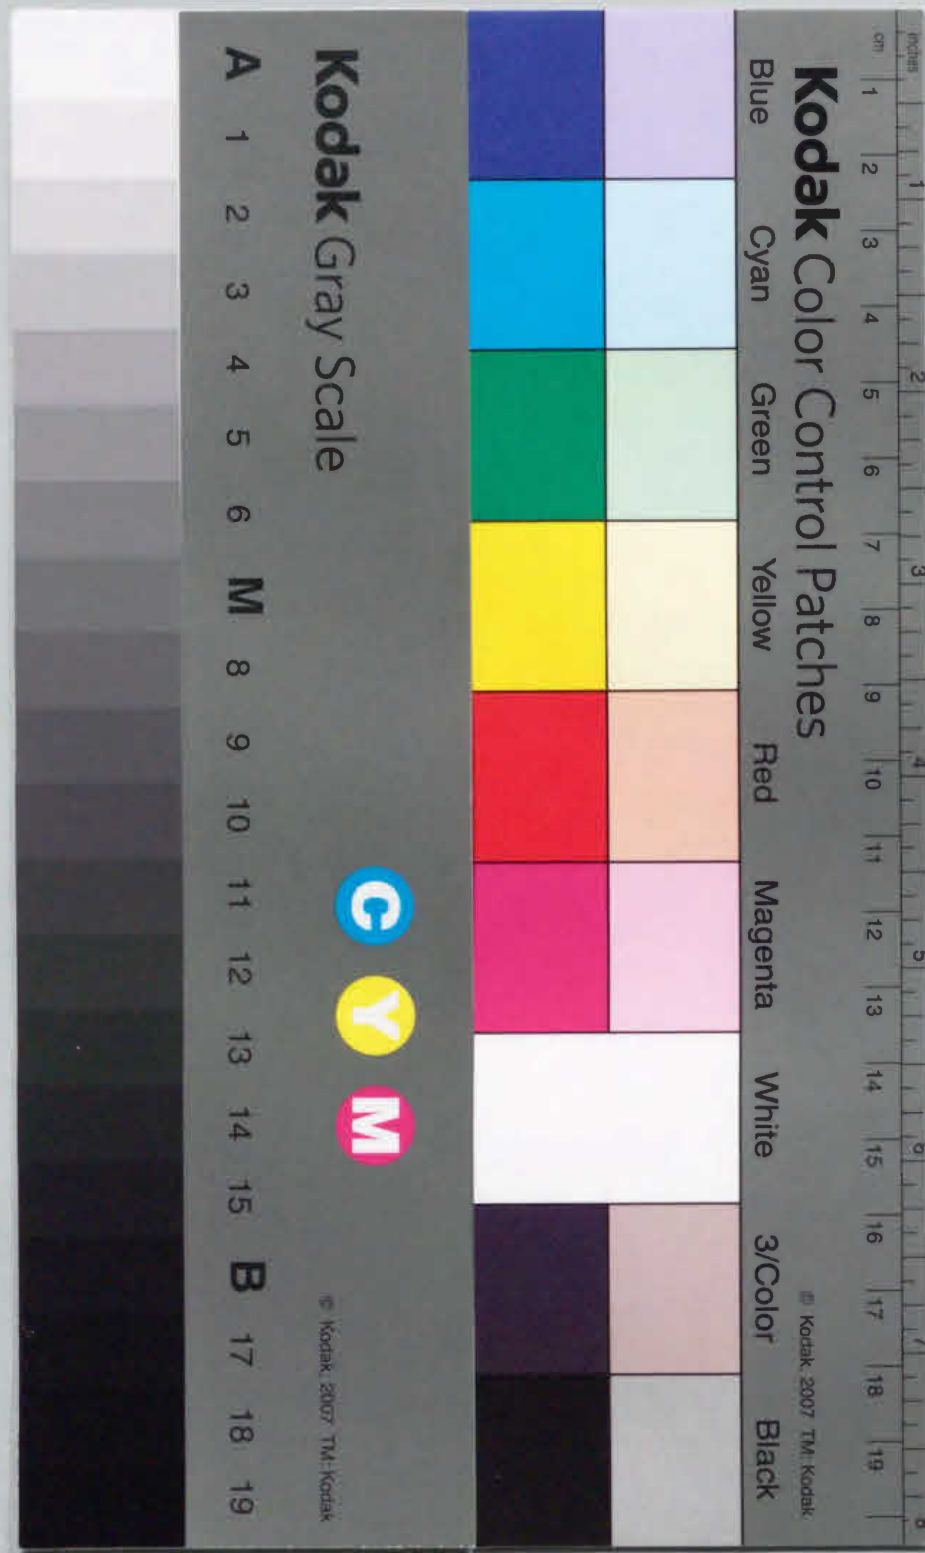 inches
1 2 3 4 5 6 7 8
cm
1 2 3 4 5 6 7 8 9 10 11 12 13 14 15 16 17 18 19
Kodak Color Control Patches
© Kodak, 2007 TM: Kodak
Blue Cyan Green Yellow Red Magenta White 3/Color Black
Kodak Gray Scale
C Y M
© Kodak, 2007 TM: Kodak
A 1 2 3 4 5 6 M 8 9 10 11 12 13 14 15 B 17 18 19